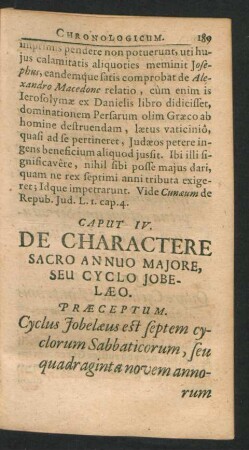 CHRONOLOGICUM. 189
imprimis pendere non potuerunt, uti hu-
jus calamitatis aliquoties meminit Jose-
phus, eandemque satis comprobat de Ale-
xandro Macedone relatio, cùm enim is
Ierosolymæ ex Danielis libro didicisset,
dominationem Persarum olim Græco ab
homine destruendam, lætus vaticiniô,
quasi ad se pertineret, Judæos petere in-
gens beneficium aliquod jussit. Ibi illi si-
gnificavêre, nihil sibi posse majus dari,
quam ne rex septimi anni tributa exige-
ret; Idque impetrarunt. Vide Cunæum de
Repub. Jud. L. 1. cap. 4.
CAPUT IV.
DE CHARACTERE
SACRO ANNUO MAJORE,
SEU CYCLO JOBE-
LÆO.
PRÆCEPTUM.
Cyclus Jobelæus est septem cy-
clorum Sabbaticorum, seu
quadraginta novem anno-
rum